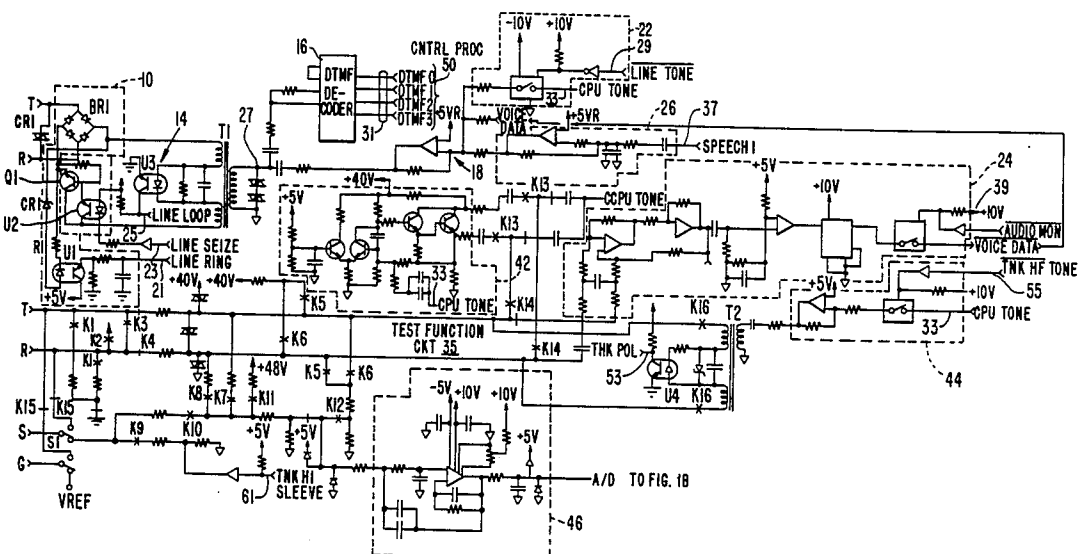 -10V +10V 22
16 CNTRL PROC
50
29
LINE TONE
DTMF DE-CODER
DTMF0
DTMF1
DTMF2
DTMF3
31
33 CPU TONE
10
T
BR1
CR1
14
27
T1
+5VR
VOICE DATA
+5VR
26
37
SPEECH1
R
U3
18
24
Q1
+40V
K13
CCPU TONE
+5V
39
+5V
+10V
+10V
CR1
U2
LINE LOOP
K13
AUDIO MON
VOICE DATA
R1
25
U1
LINE SEIZE
LINE RING
23
21
42
33
CPU TONE
K14
+5V
TNK HF TONE
+5V
+40V
+40V
K5
K16
T2
+10V
55
T
K1
K3
TEST FUNCTION
CKT 35
33
CPU TONE
K2
K6
K14
THK POL
R
K1
K4
53
U4
K16
44
K5
K6
+48V
K8
K7
K11
-5V
+10V
+10V
K15
K15
K12
S
S1
K9
K10
+5V
+5V
+5V
G
TNK HI
SLEEVE
61
A/D TO FIG. 1B
VREF
46